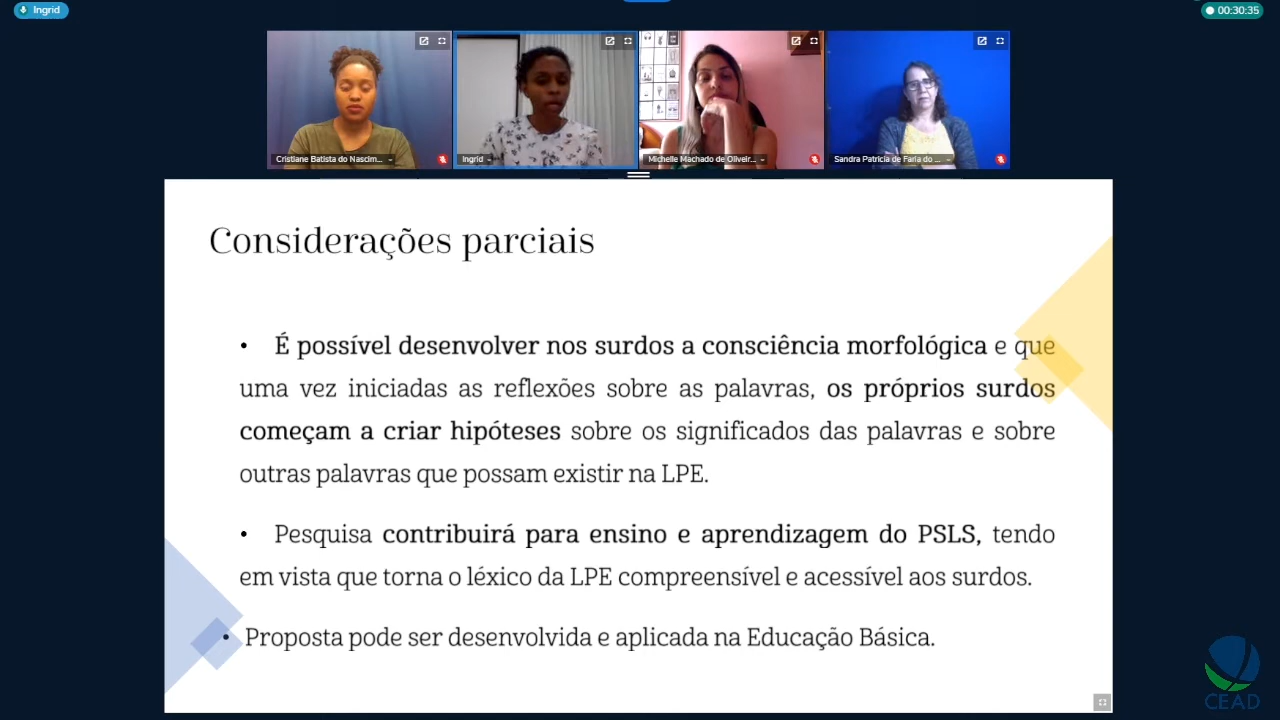 Ingrid
00:30:35
Cristiane Batista do Nascim...
Ingrid
Michelle Machado de Oliveir...
Sandra Patrícia de Faria do ...
Considerações parciais
• É possível desenvolver nos surdos a consciência morfológica e que
uma vez iniciadas as reflexões sobre as palavras, os próprios surdos
começam a criar hipóteses sobre os significados das palavras e sobre
outras palavras que possam existir na LPE.
• Pesquisa contribuirá para ensino e aprendizagem do PSLS, tendo
em vista que torna o léxico da LPE compreensível e acessível aos surdos.
• Proposta pode ser desenvolvida e aplicada na Educação Básica.
CEAD